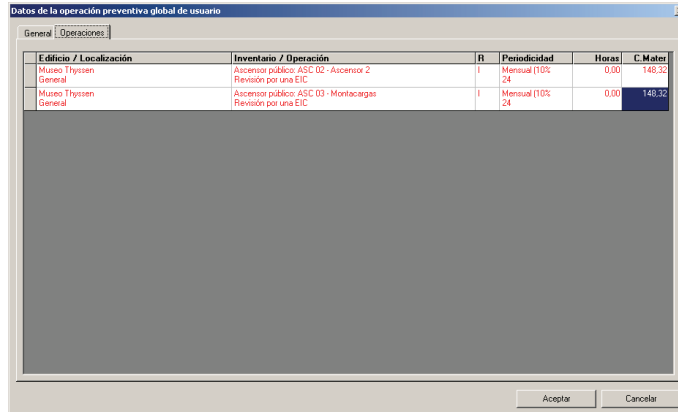 Datos de la operación preventiva global de usuario
General Operaciones
Edificio / Localización Inventario / Operación R Periodicidad Horas C.Mater
Museo Thyssen Ascensor público: ASC 02 - Ascensor 2 I Mensual (10% 0,00 148,32
General Revisión por una EIC 24
Museo Thyssen Ascensor público: ASC 03 - Montacargas I Mensual (10% 0,00 148,32
General Revisión por una EIC 24
Aceptar Cancelar